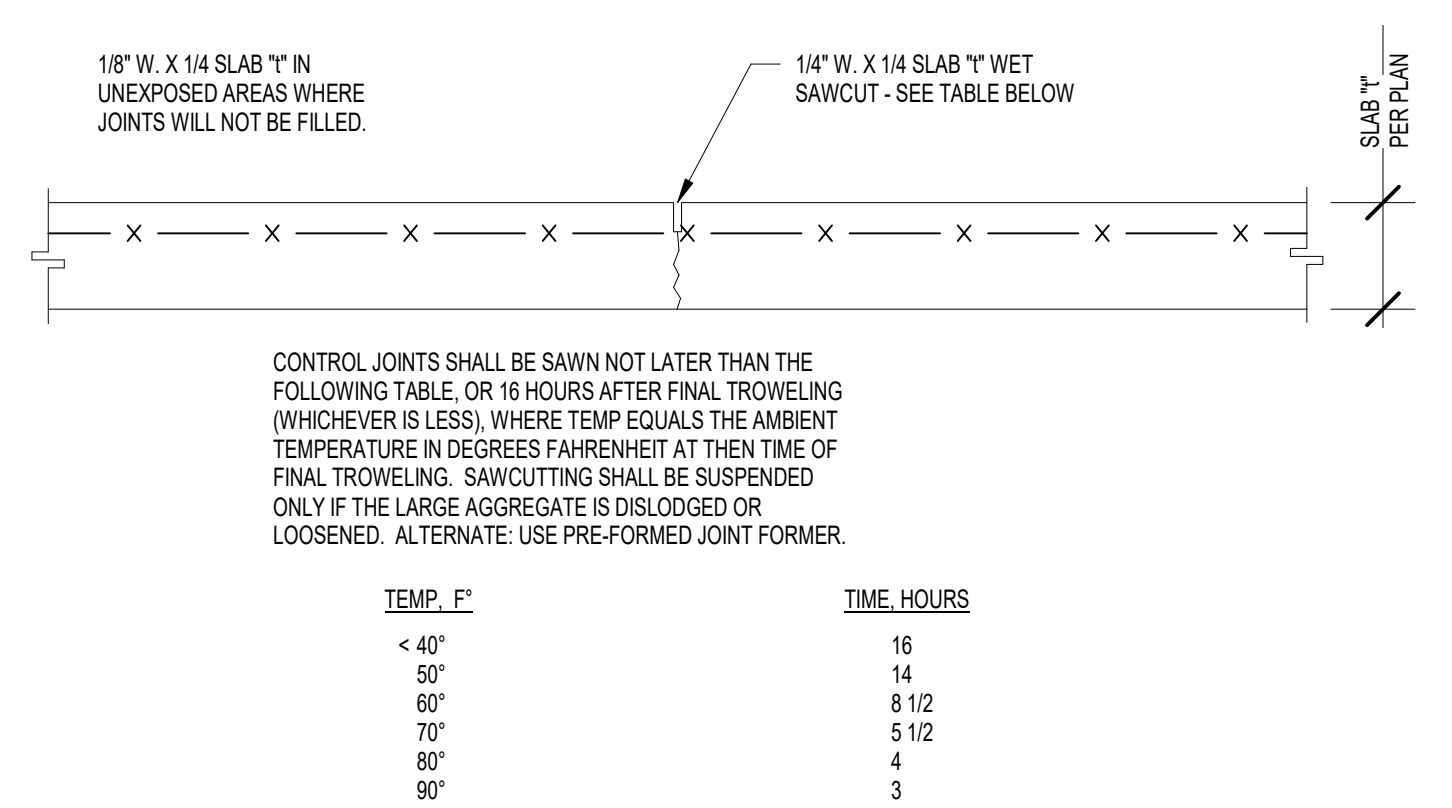 1/8" W. X 1/4 SLAB "t" IN
UNEXPOSED AREAS WHERE
JOINTS WILL NOT BE FILLED.
1/4" W. X 1/4 SLAB "t" WET
SAWCUT - SEE TABLE BELOW
SLAB "t"
PER PLAN
X X X X X X X X X
CONTROL JOINTS SHALL BE SAWN NOT LATER THAN THE
FOLLOWING TABLE, OR 16 HOURS AFTER FINAL TROWELING
(WHICHEVER IS LESS), WHERE TEMP EQUALS THE AMBIENT
TEMPERATURE IN DEGREES FAHRENHEIT AT THEN TIME OF
FINAL TROWELING. SAWCUTTING SHALL BE SUSPENDED
ONLY IF THE LARGE AGGREGATE IS DISLODGED OR
LOOSENED. ALTERNATE: USE PRE-FORMED JOINT FORMER.
TEMP, F° TIME, HOURS
< 40° 16
50° 14
60° 8 1/2
70° 5 1/2
80° 4
90° 3